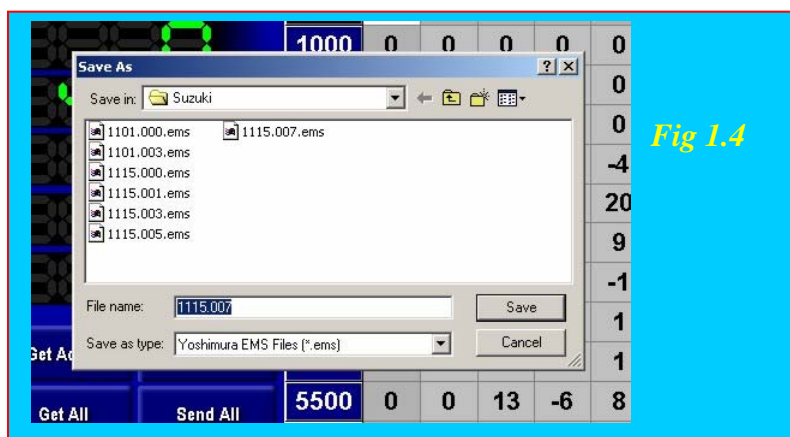 1000 0 0 0 0 0
Save As
Save in: Suzuki
0
1101.000.ems 1115.007.ems
0
1101.003.ems
Fig 1.4
1115.000.ems
-4
1115.001.ems
1115.003.ems
20
1115.005.ems
9
-1
File name: 1115.007 Save
1
Save as type: Yoshimura EMS Files (*.ems) Cancel
1
5500 0 0 13 -6 8
Get All Send All